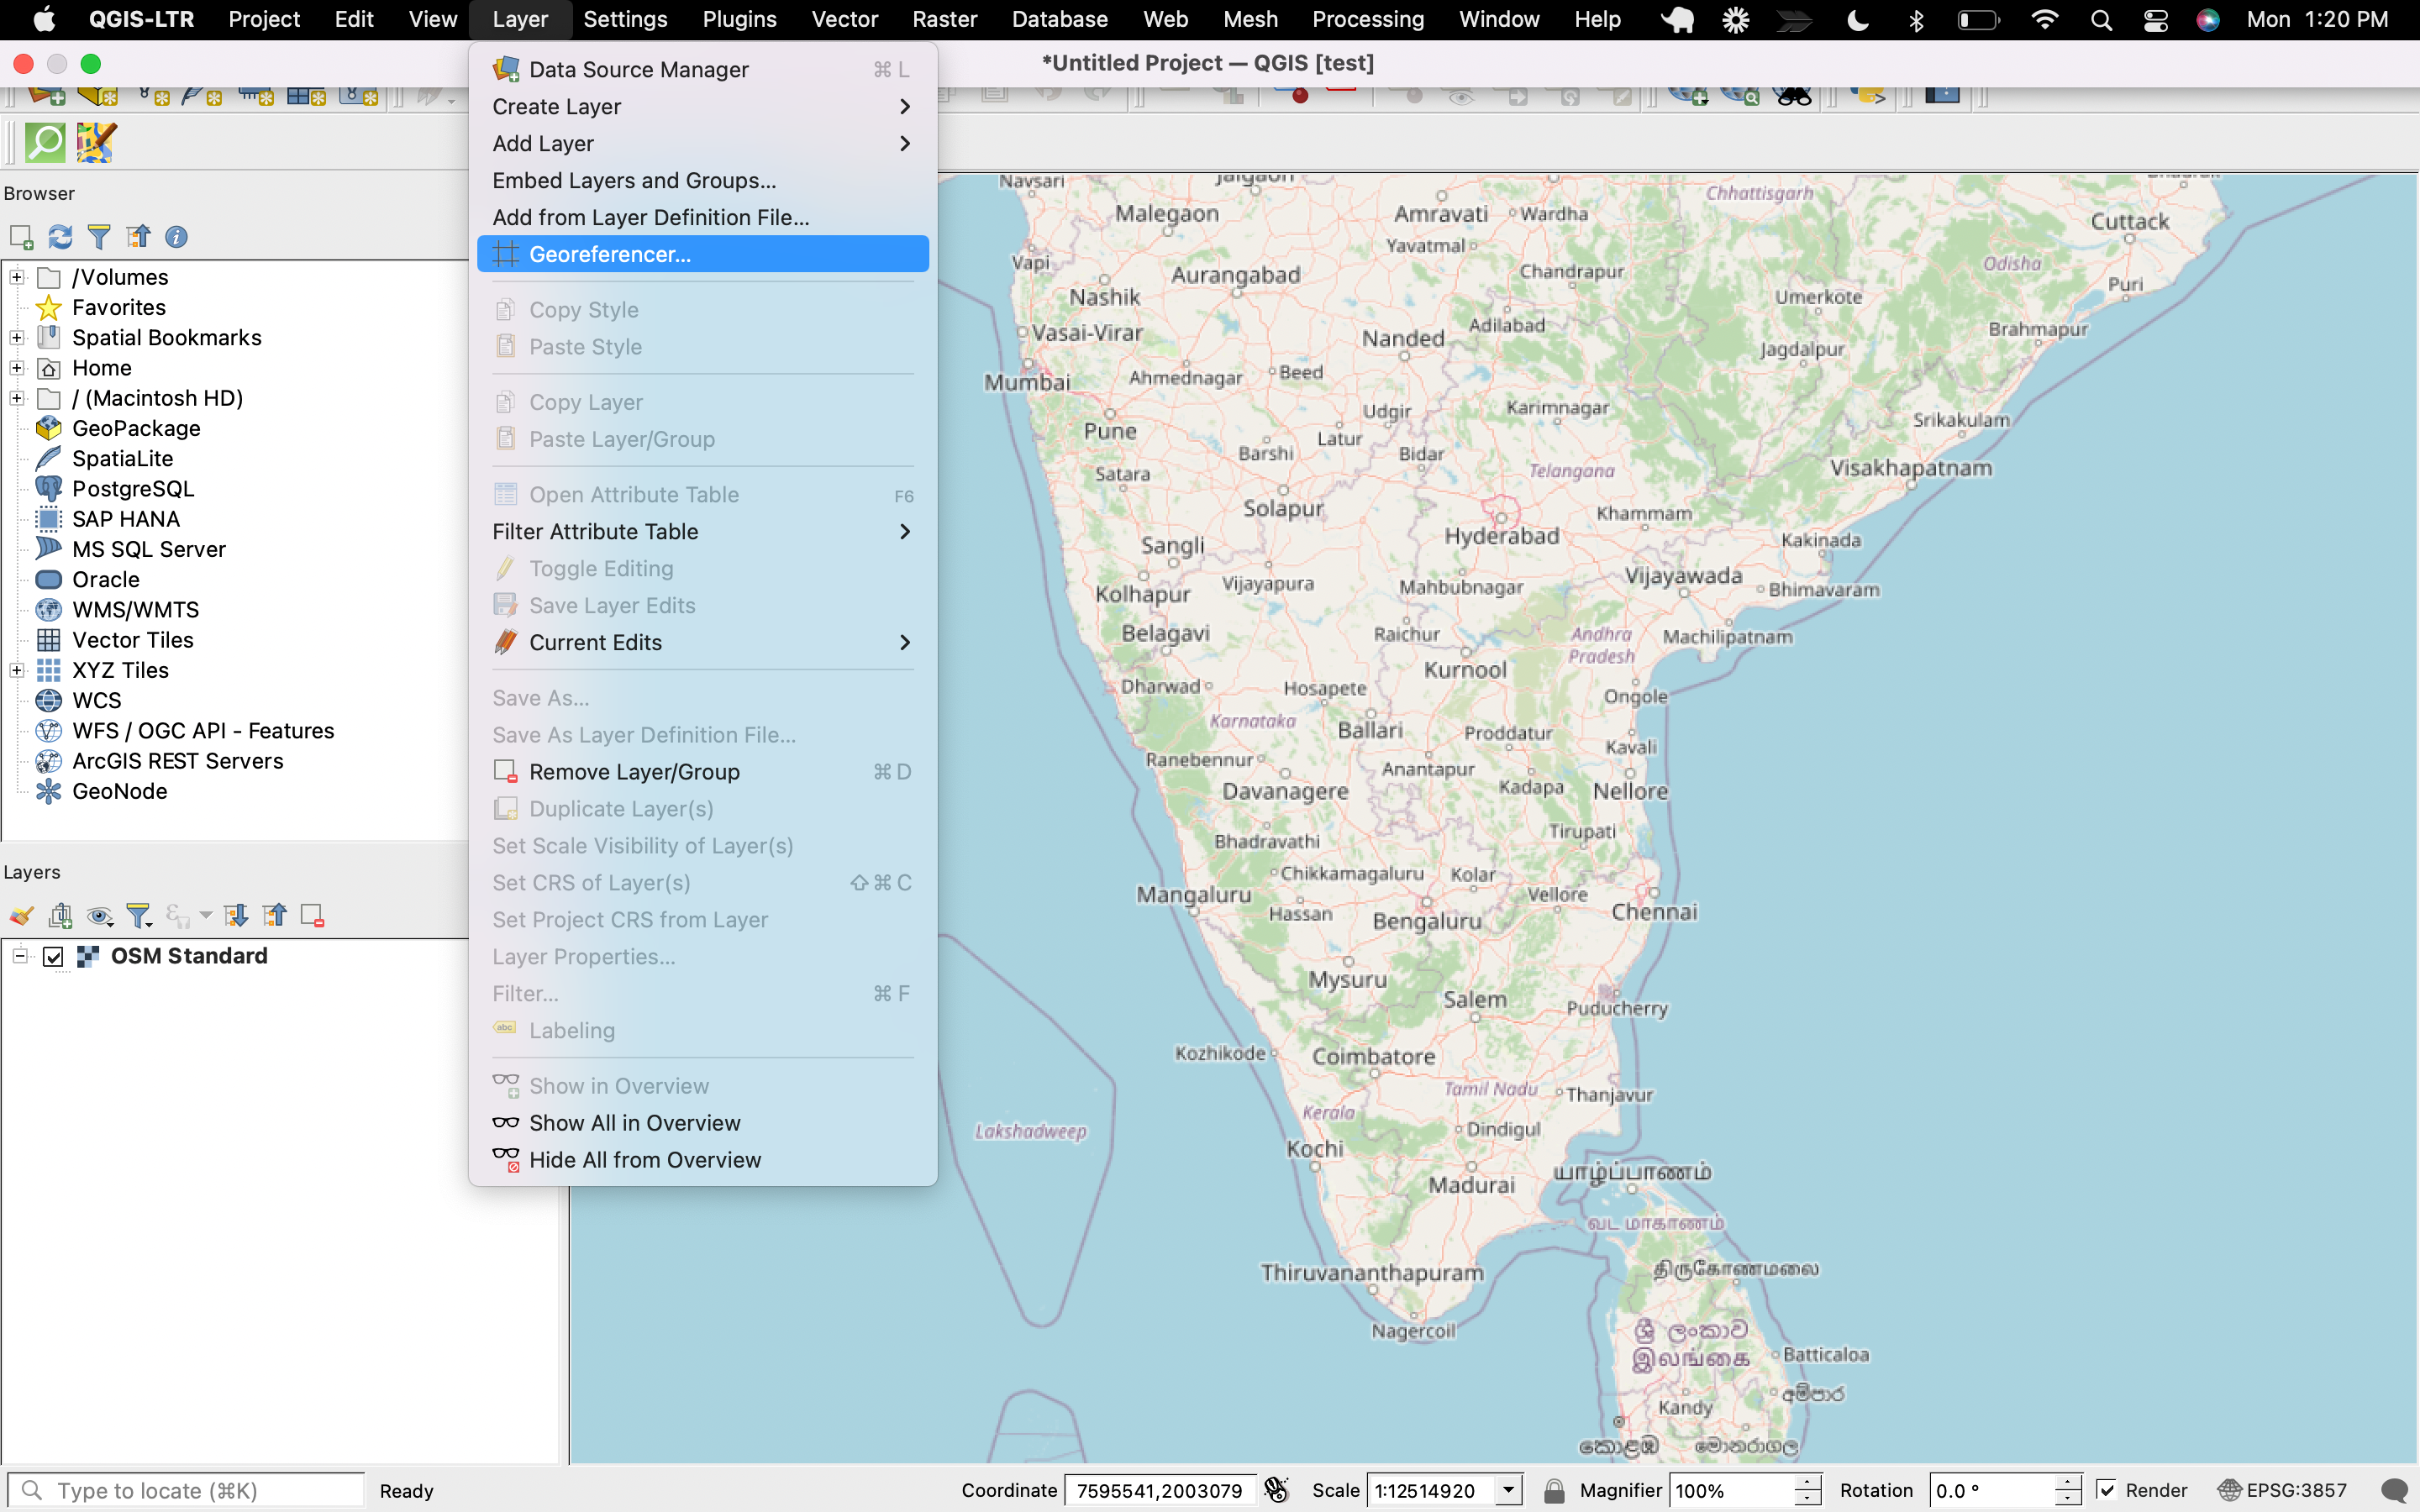 QGIS-LTR Project Edit View Layer Settings Plugins Vector Raster Database Web Mesh Processing Window Help Mon 1:20 PM
*Untitled Project — QGIS [test]
Data Source Manager ⌘ L
Create Layer
Add Layer
Embed Layers and Groups...
Add from Layer Definition File...
Georeferencer...
Copy Style
Paste Style
Copy Layer
Paste Layer/Group
Open Attribute Table F6
Filter Attribute Table
Toggle Editing
Save Layer Edits
Current Edits
Save As...
Save As Layer Definition File...
Remove Layer/Group ⌘ D
Duplicate Layer(s)
Set Scale Visibility of Layer(s)
Set CRS of Layer(s) ⇧ ⌘ C
Set Project CRS from Layer
Layer Properties...
Filter... ⌘ F
abc Labeling
Show in Overview
Show All in Overview
Hide All from Overview
Browser
/Volumes
Favorites
Spatial Bookmarks
Home
/ (Macintosh HD)
GeoPackage
SpatiaLite
PostgreSQL
SAP HANA
MS SQL Server
Oracle
WMS/WMTS
Vector Tiles
XYZ Tiles
WCS
WFS / OGC API - Features
ArcGIS REST Servers
GeoNode
Layers
OSM Standard
Navsari
Jalgaon
Chhattisgarh
Malegaon
Amravati
Wardha
Cuttack
Yavatmal
Vapi
Aurangabad
Chandrapur
Odisha
Nashik
Umerkote
Puri
Vasai-Virar
Nanded
Adilabad
Brahmapur
Jagdalpur
Mumbai
Ahmednagar
Beed
Udgir
Karimnagar
Srikakulam
Pune
Latur
Barshi
Bidar
Satara
Telangana
Visakhapatnam
Solapur
Khammam
Hyderabad
Sangli
Kakinada
Vijayapura
Mahbubnagar
Vijayawada
Bhimavaram
Kolhapur
Belagavi
Raichur
Andhra
Pradesh
Machilipatnam
Kurnool
Dharwad
Hosapete
Ongole
Karnataka
Ballari
Proddatur
Kavali
Ranebennur
Anantapur
Kadapa
Nellore
Davanagere
Tirupati
Bhadravathi
Chikkamagaluru
Kolar
Mangaluru
Vellore
Hassan
Bengaluru
Chennai
Mysuru
Salem
Puducherry
Kozhikode
Coimbatore
Tamil Nadu
Thanjavur
Kerala
Lakshadweep
Dindigul
Kochi
யாழ்ப்பாணம்
Madurai
வட மாகாணம்
Thiruvananthapuram
திருகோணமலை
Nagercoil
ශ්‍රී ලංකාව
இலங்கை
Batticaloa
අම්පාර
Kandy
කොළඹ
මොනරාගල
Type to locate (⌘K) Ready Coordinate 7595541,2003079 Scale 1:12514920 Magnifier 100% Rotation 0.0 ° Render EPSG:3857